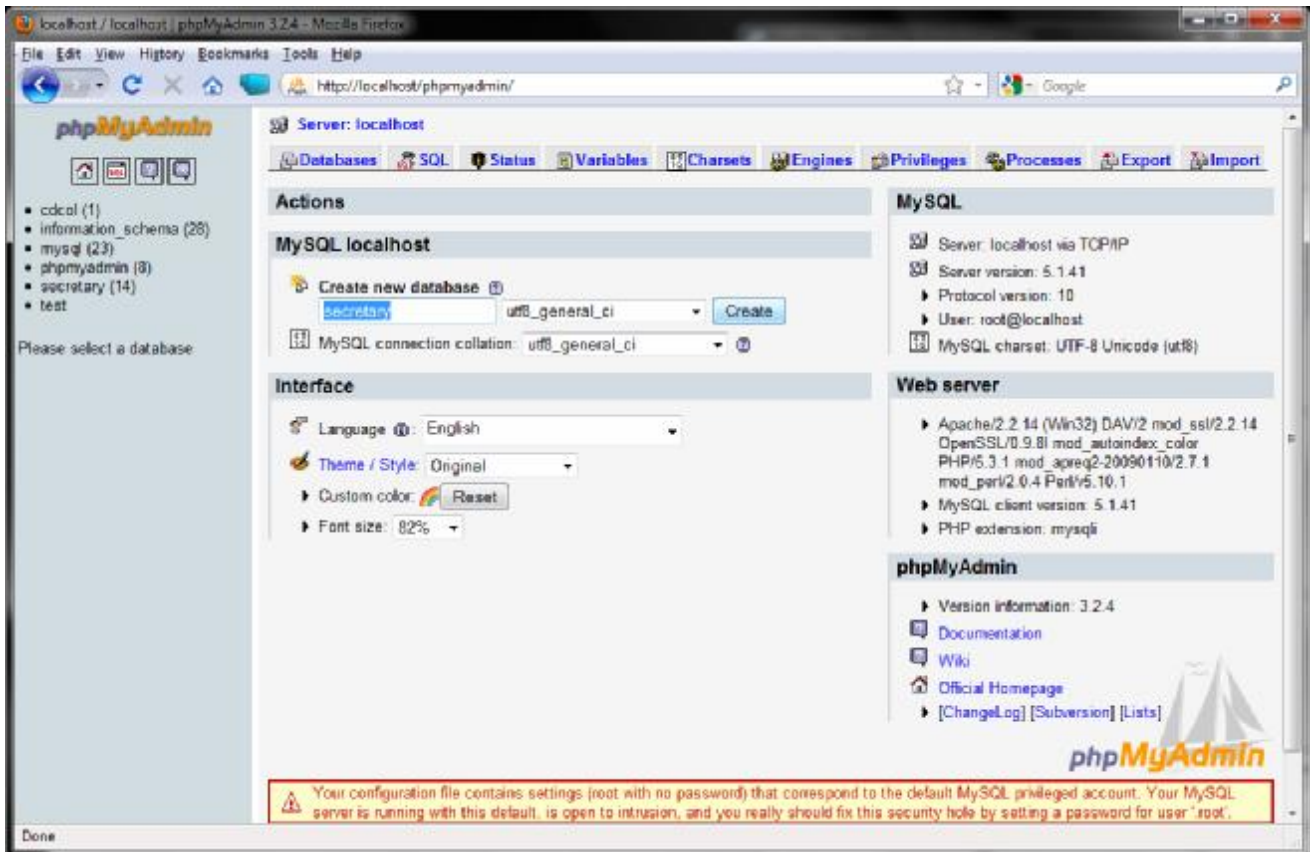 localhost / localhost | phpMyAdmin 3.2.4 - Mozilla Firefox
File Edit View History Bookmarks Tools Help
http://localhost/phpmyadmin/
Google
phpMyAdmin
cdcol (1)
information_schema (28)
mysql (23)
phpmyadmin (8)
secretary (14)
test
Please select a database
Server: localhost
Databases SQL Status Variables Charsets Engines Privileges Processes Export Import
Actions
MySQL localhost
Create new database
secretary utf8_general_ci Create
MySQL connection collation: utf8_general_ci
Interface
Language : English
Theme / Style: Original
Custom color: Reset
Font size: 82%
MySQL
Server: localhost via TCP/IP
Server version: 5.1.41
Protocol version: 10
User: root@localhost
MySQL charset: UTF-8 Unicode (utf8)
Web server
Apache/2.2.14 (Win32) DAV/2 mod_ssl/2.2.14
OpenSSL/0.9.8l mod_autoindex_color
PHP/5.3.1 mod_apreq2-20090110/2.7.1
mod_perl/2.0.4 Perl/v5.10.1
MySQL client version: 5.1.41
PHP extension: mysqli
phpMyAdmin
Version information: 3.2.4
Documentation
Wiki
Official Homepage
[ChangeLog] [Subversion] [Lists]
phpMyAdmin
Your configuration file contains settings (root with no password) that correspond to the default MySQL privileged account. Your MySQL
server is running with this default, is open to intrusion, and you really should fix this security hole by setting a password for user 'root'.
Done